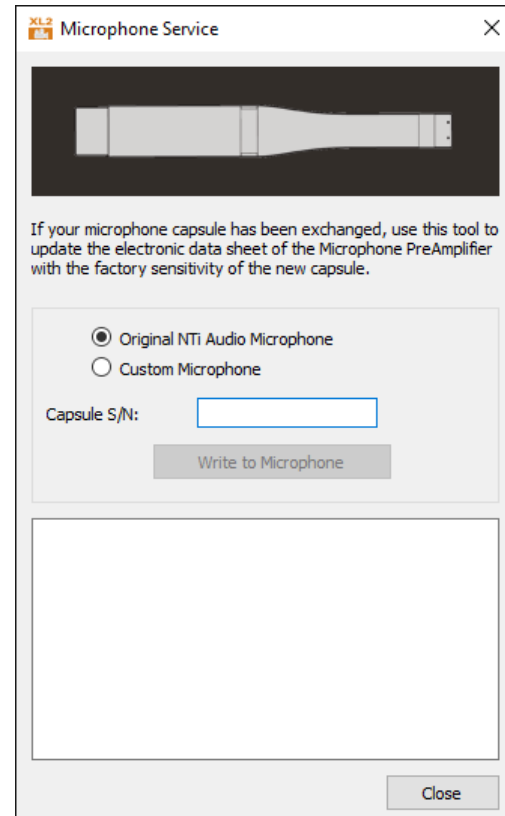 XL2 Microphone Service
If your microphone capsule has been exchanged, use this tool to
update the electronic data sheet of the Microphone PreAmplifier
with the factory sensitivity of the new capsule.
Original NTi Audio Microphone
Custom Microphone
Capsule S/N:
Write to Microphone
Close